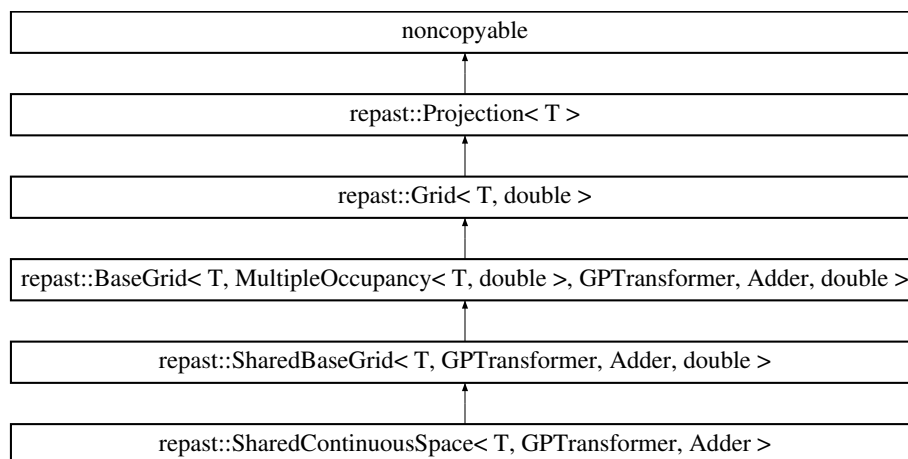 noncopyable
repast::Projection< T >
repast::Grid< T, double >
repast::BaseGrid< T, MultipleOccupancy< T, double >, GPTransformer, Adder, double >
repast::SharedBaseGrid< T, GPTransformer, Adder, double >
repast::SharedContinuousSpace< T, GPTransformer, Adder >